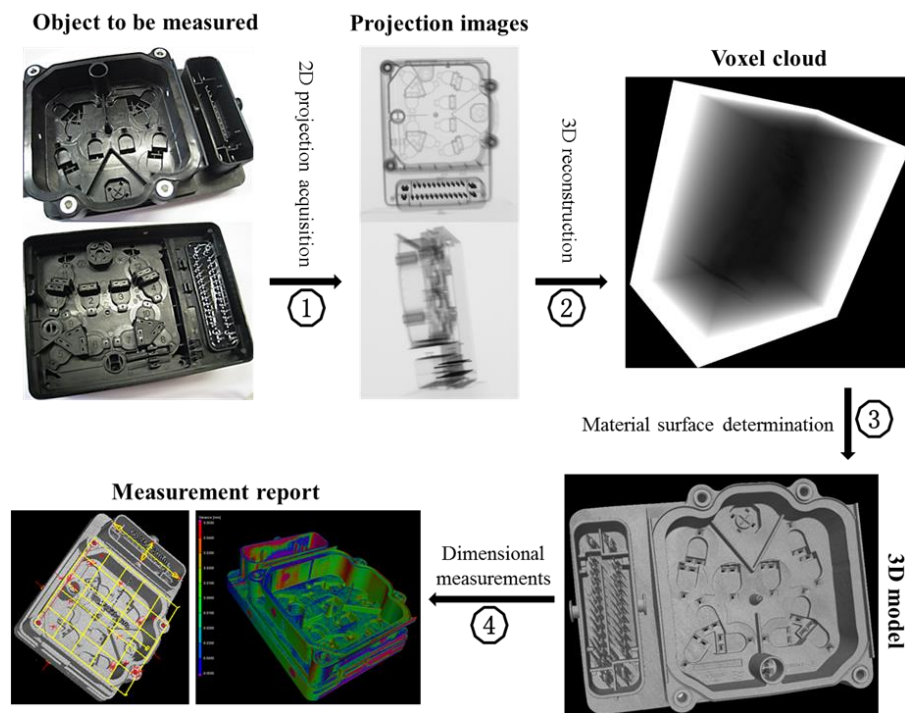 Object to be measured
Projection images
2D projection acquisition
1
3D reconstruction
2
Voxel cloud
Material surface determination
3
3D model
Dimensional
measurements
4
Measurement report